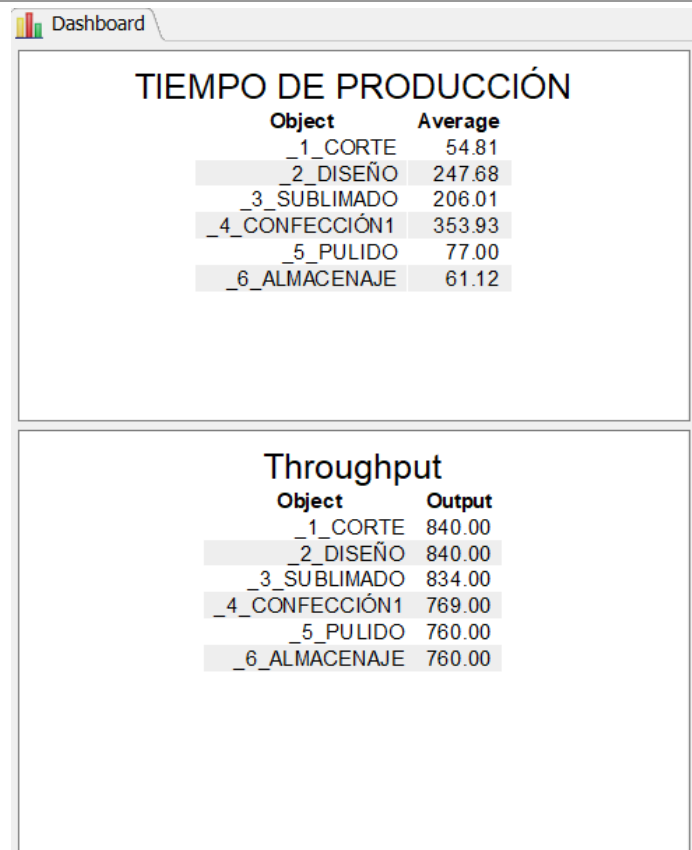 Dashboard
TIEMPO DE PRODUCCIÓN
Object Average
_1_CORTE 54.81
_2_DISEÑO 247.68
_3_SUBLIMADO 206.01
_4_CONFECCIÓN1 353.93
_5_PULIDO 77.00
_6_ALMACENAJE 61.12
Throughput
Object Output
_1_CORTE 840.00
_2_DISEÑO 840.00
_3_SUBLIMADO 834.00
_4_CONFECCIÓN1 769.00
_5_PULIDO 760.00
_6_ALMACENAJE 760.00